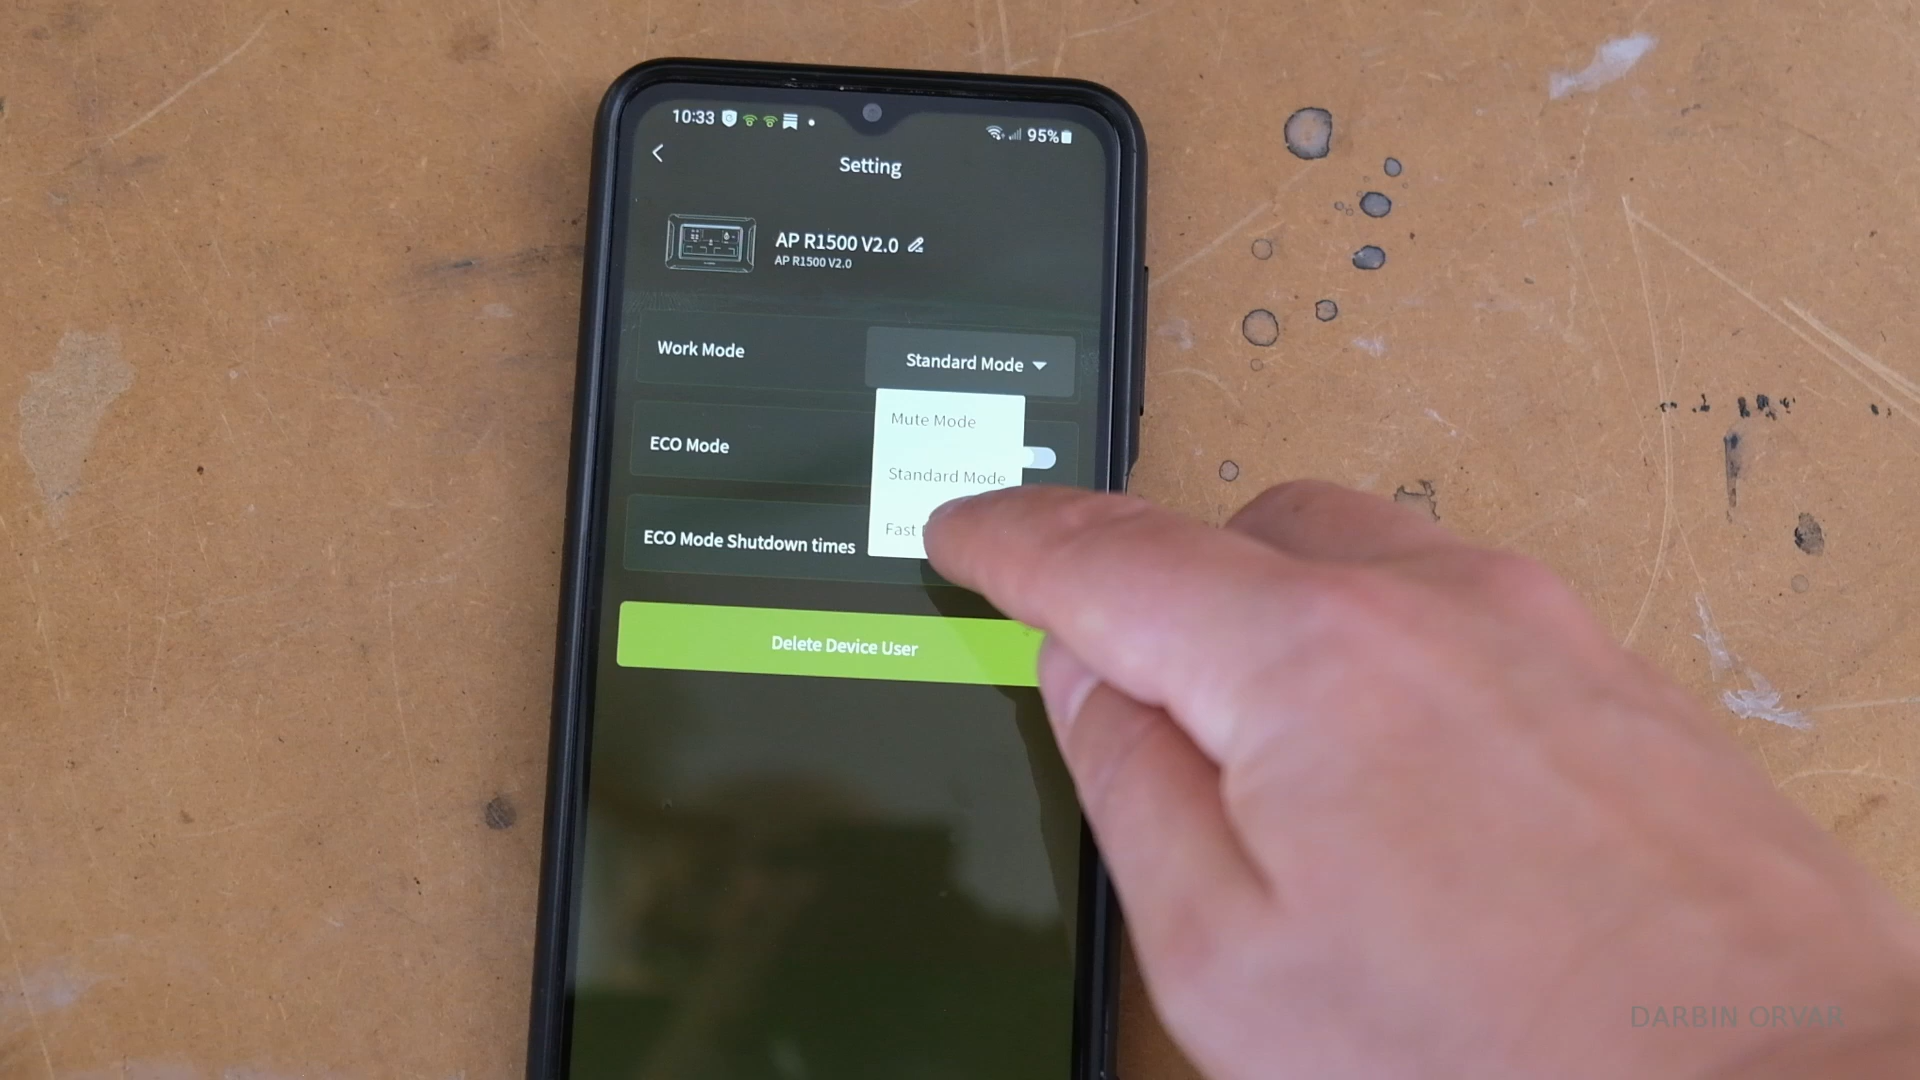 10:33
95%
Setting
AP R1500 V2.0
AP R1500 V2.0
Work Mode
Standard Mode
Mute Mode
ECO Mode
Standard Mode
Fast
ECO Mode Shutdown times
Delete Device User
DARBIN ORVAR